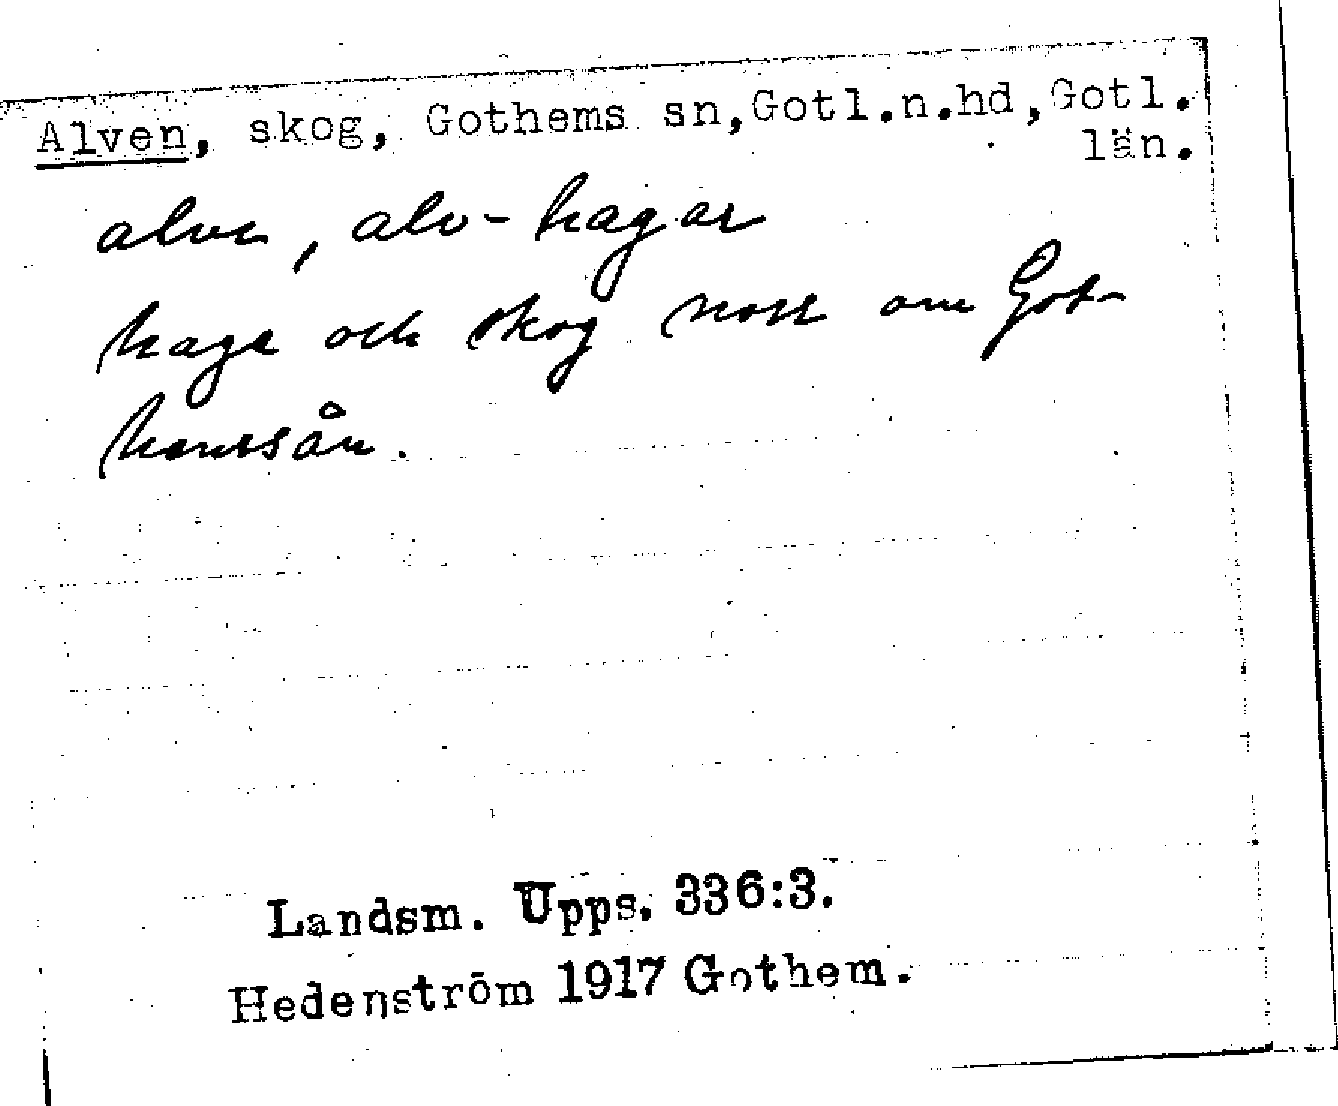 Alven, skog, Gothems sn,Gotl.n.hd,Gotl.
län.
alve, alv-hagar
hage och skog norr om Got-
hemsån.
Landsm. Upps. 336:3.
Hedenström 1917 Gothem.